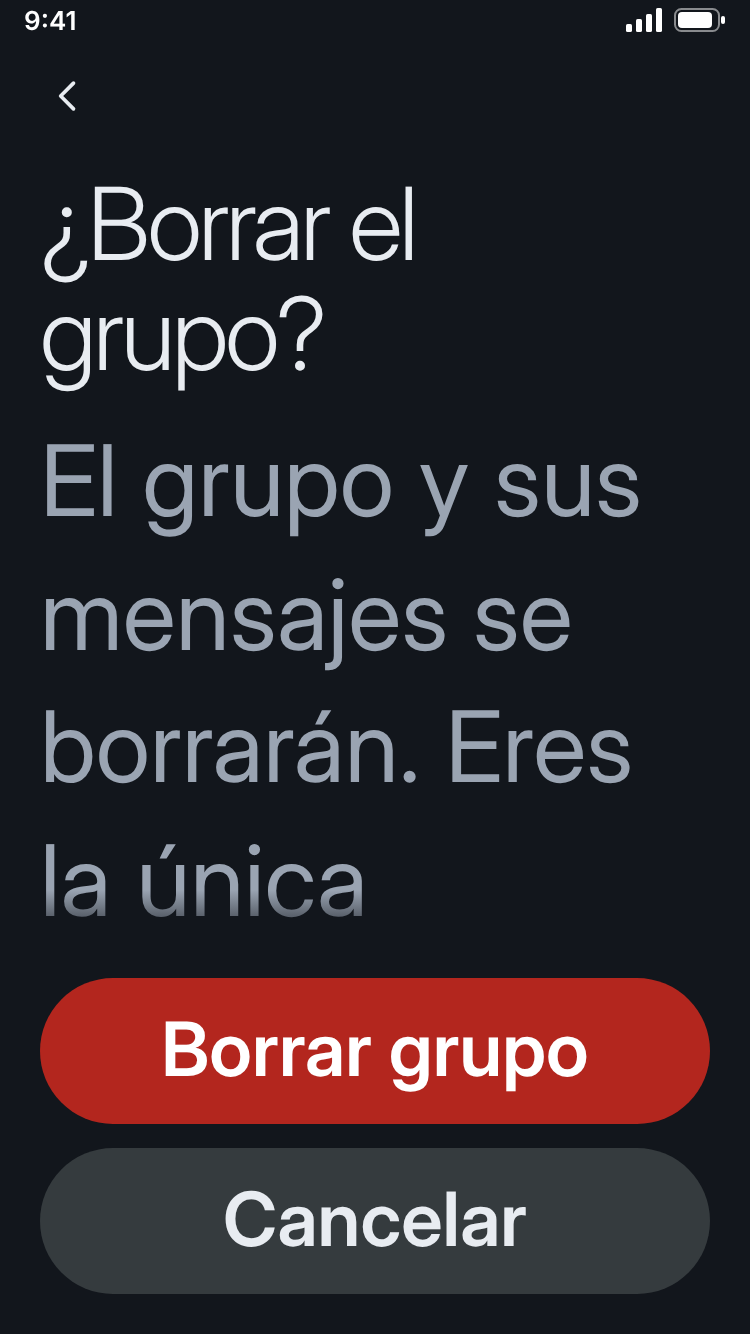 9:41
¿Borrar el
grupo?
El grupo y sus
mensajes se
borrarán. Eres
la única
Borrar grupo
Cancelar